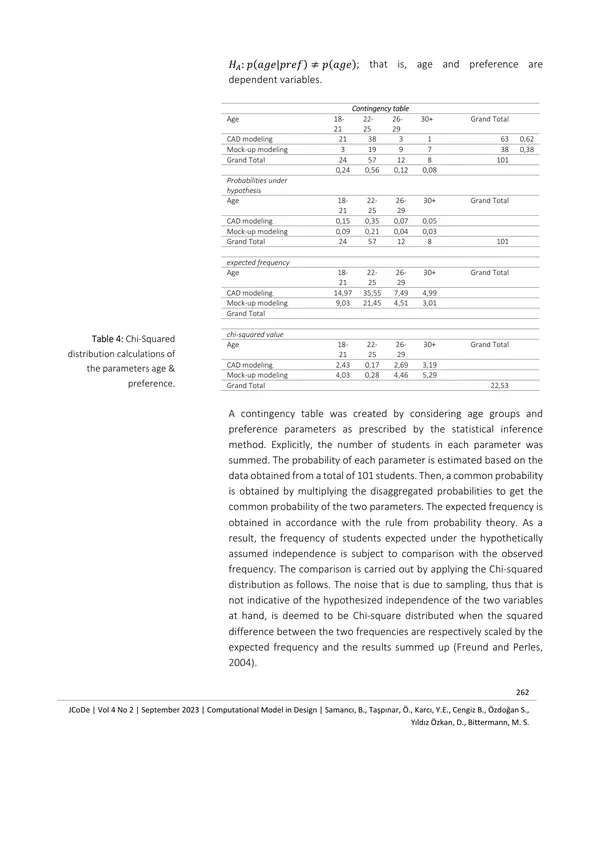 H_A: p(age|pref) ≠ p(age); that is, age and preference are
dependent variables.
Contingency table
Age 18-21 22-25 26-29 30+ Grand Total
CAD modeling 21 38 3 1 63 0,62
Mock-up modeling 3 19 9 7 38 0,38
Grand Total 24 57 12 8 101
0,24 0,56 0,12 0,08
Probabilities under
hypothesis
Age 18-21 22-25 26-29 30+ Grand Total
CAD modeling 0,15 0,35 0,07 0,05
Mock-up modeling 0,09 0,21 0,04 0,03
Grand Total 24 57 12 8 101
expected frequency
Age 18-21 22-25 26-29 30+ Grand Total
CAD modeling 14,97 35,55 7,49 4,99
Mock-up modeling 9,03 21,45 4,51 3,01
Grand Total
chi-squared value
Age 18-21 22-25 26-29 30+ Grand Total
CAD modeling 2,43 0,17 2,69 3,19
Mock-up modeling 4,03 0,28 4,46 5,29
Grand Total 22,53
Table 4: Chi-Squared
distribution calculations of
the parameters age &
preference.
A contingency table was created by considering age groups and
preference parameters as prescribed by the statistical inference
method. Explicitly, the number of students in each parameter was
summed. The probability of each parameter is estimated based on the
data obtained from a total of 101 students. Then, a common probability
is obtained by multiplying the disaggregated probabilities to get the
common probability of the two parameters. The expected frequency is
obtained in accordance with the rule from probability theory. As a
result, the frequency of students expected under the hypothetically
assumed independence is subject to comparison with the observed
frequency. The comparison is carried out by applying the Chi-squared
distribution as follows. The noise that is due to sampling, thus that is
not indicative of the hypothesized independence of the two variables
at hand, is deemed to be Chi-square distributed when the squared
difference between the two frequencies are respectively scaled by the
expected frequency and the results summed up (Freund and Perles,
2004).
262
JCoDe | Vol 4 No 2 | September 2023 | Computational Model in Design | Samancı, B., Taşpınar, Ö., Karcı, Y.E., Cengiz B., Özdoğan S.,
Yıldız Özkan, D., Bittermann, M. S.